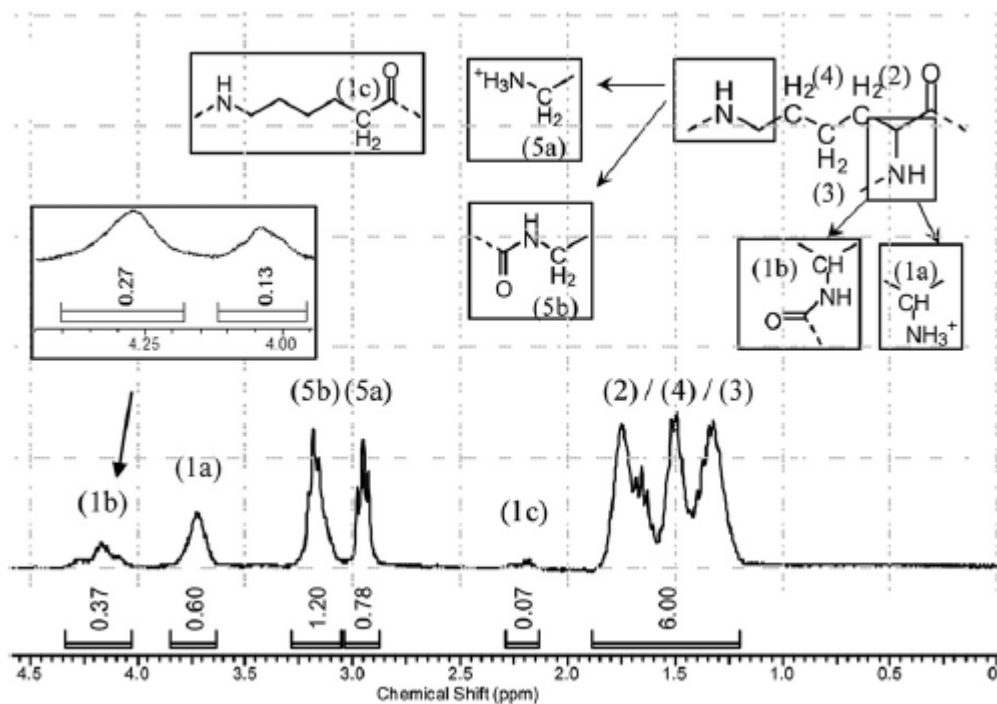 H
N
(1c)
O
C
H₂
⁺H₃N
C
H₂
(5a)
H
N
H₂(4)
C
H₂(2)
C
O
C
H₂
(3)
NH
H
N
O
C
H₂
(5b)
(1b)
CH
NH
O
(1a)
CH
NH₃⁺
0.27
0.13
4.25
4.00
(5b)(5a)
(2) / (4) / (3)
(1b)
(1a)
(1c)
0.37
0.60
1.20
0.78
0.07
6.00
4.5
4.0
3.5
3.0
2.5
2.0
1.5
1.0
0.5
0
Chemical Shift (ppm)